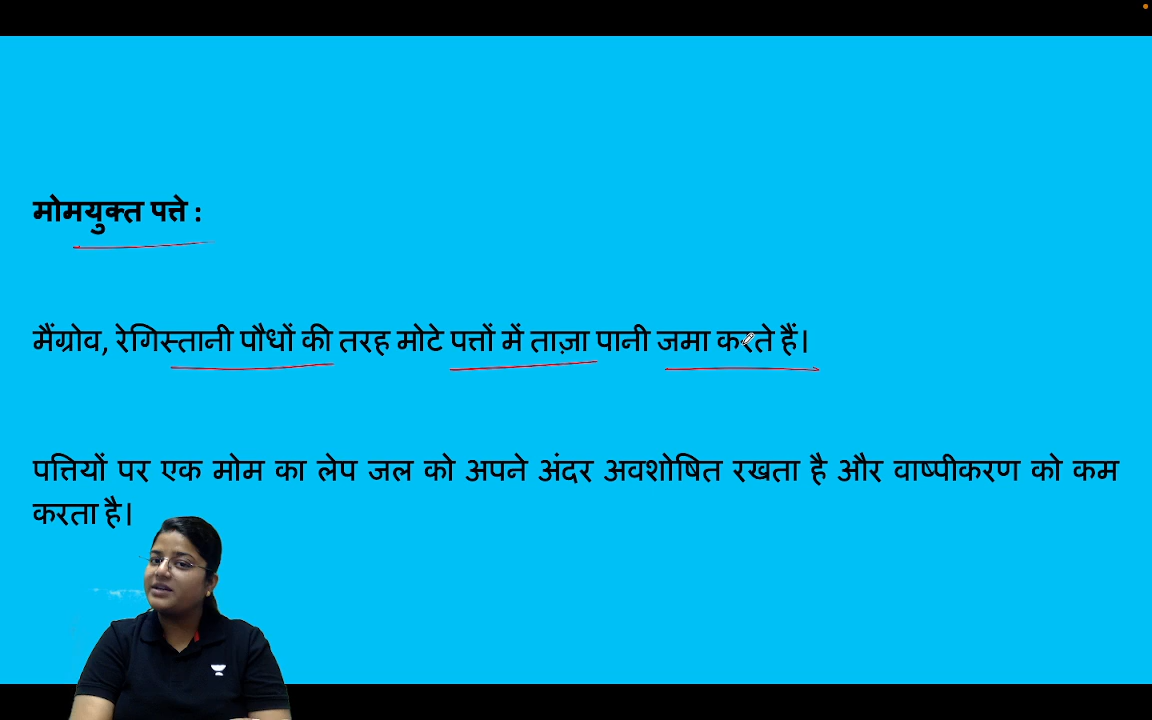 मोमयुक्त पत्ते :
मैंग्रोव, रेगिस्तानी पौधों की तरह मोटे पत्तों में ताज़ा पानी जमा करते हैं।
पत्तियों पर एक मोम का लेप जल को अपने अंदर अवशोषित रखता है और वाष्पीकरण को कम
करता है।